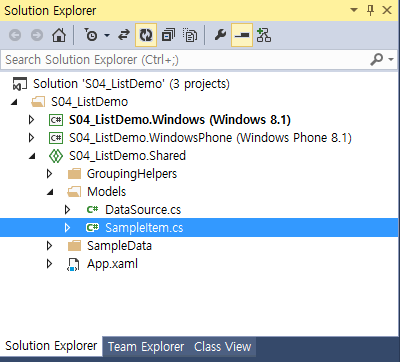 Solution Explorer
Search Solution Explorer (Ctrl+;)
Solution 'S04_ListDemo' (3 projects)
S04_ListDemo
C# S04_ListDemo.Windows (Windows 8.1)
C# S04_ListDemo.WindowsPhone (Windows Phone 8.1)
S04_ListDemo.Shared
GroupingHelpers
Models
C# DataSource.cs
C# SampleItem.cs
SampleData
App.xaml
Solution Explorer Team Explorer Class View